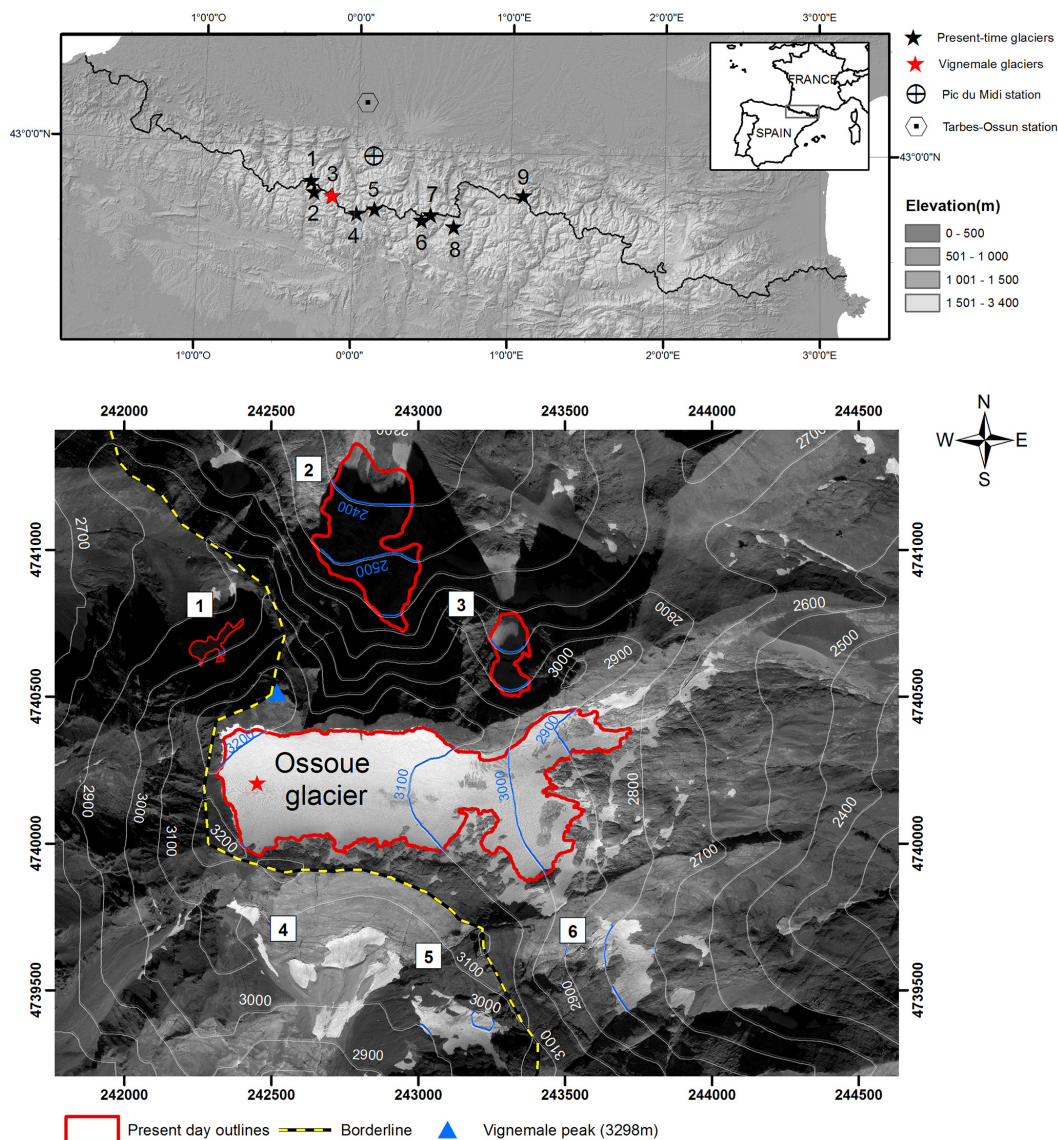 1°0'0"O
0°0'0"
1°0'0"E
2°0'0"E
3°0'0"E
Present-time glaciers
Vignemale glaciers
Pic du Midi station
Tarbes-Ossun station
FRANCE
SPAIN
43°0'0"N
43°0'0"N
1
3
2
4
5
7
6
8
9
Elevation(m)
0 - 500
501 - 1 000
1 001 - 1 500
1 501 - 3 400
1°0'0"O
0°0'0"
1°0'0"E
2°0'0"E
3°0'0"E
242000
242500
243000
243500
244000
244500
N
W
E
S
4741000
4740500
4740000
4739500
4741000
4740500
4740000
4739500
2700
2
2400
2500
2700
1
3
2800
2600
2500
3000
2900
3200
Ossoue
glacier
3100
3000
2900
2800
2400
2900
3000
3100
3200
2700
4
5
6
3100
3000
3000
2900
2900
3100
242000
242500
243000
243500
244000
244500
Present day outlines
Borderline
Vignemale peak (3298m)